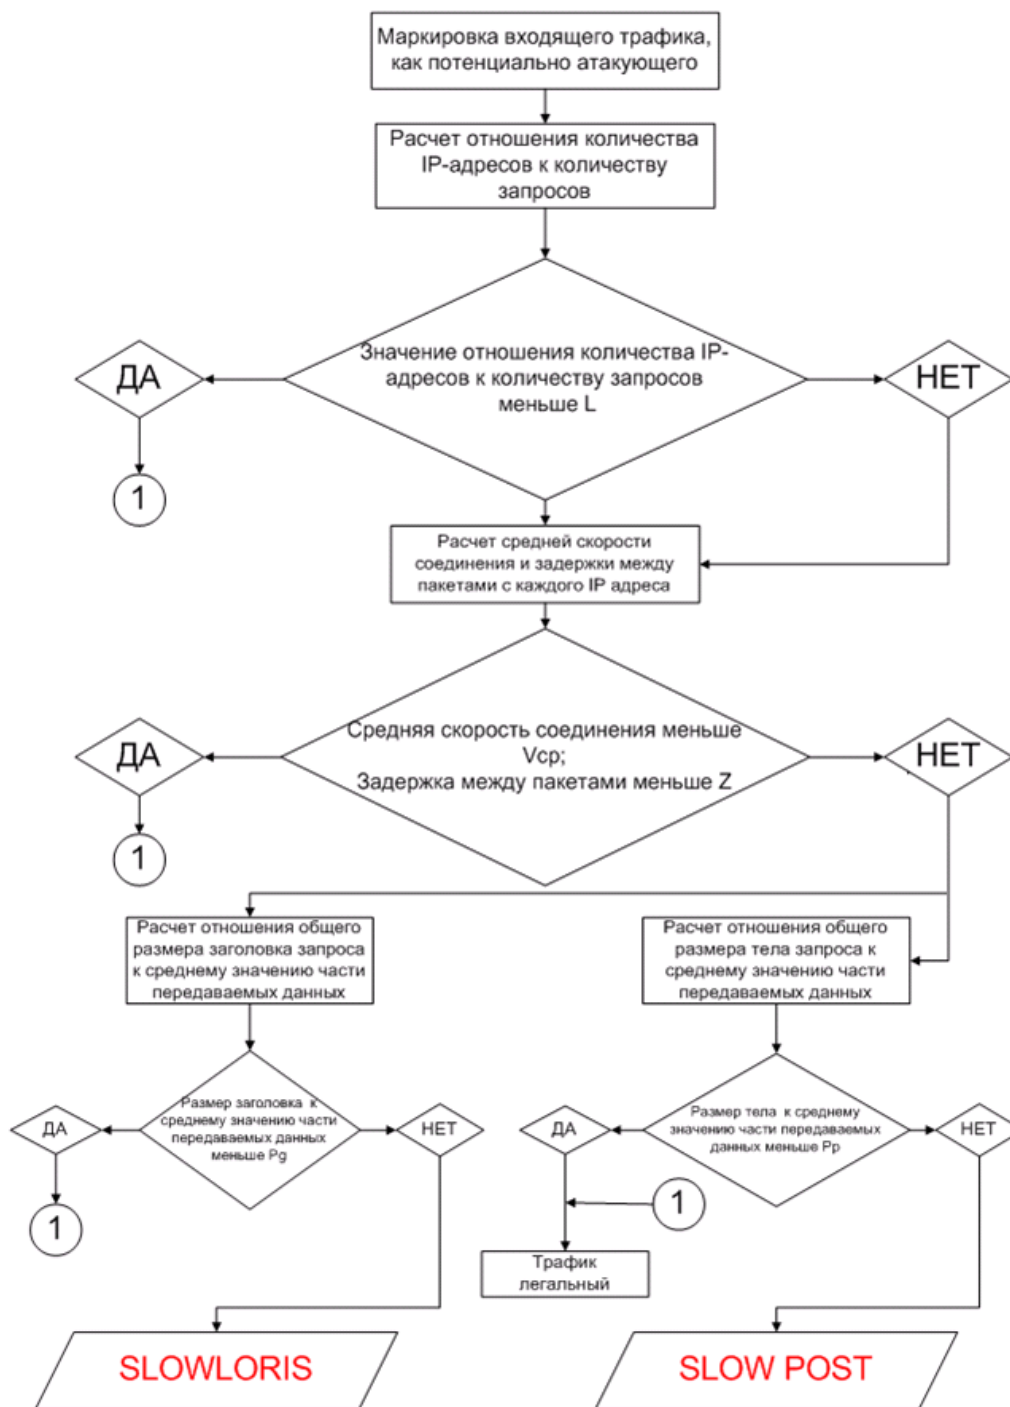 Маркировка входящего трафика,
как потенциально атакующего
Расчет отношения количества
IP-адресов к количеству
запросов
Значение отношения количества IP-
адресов к количеству запросов
меньше L
ДА
НЕТ
1
Расчет средней скорости
соединения и задержки между
пакетами с каждого IP адреса
Средняя скорость соединения меньше
Vср;
Задержка между пакетами меньше Z
ДА
НЕТ
1
Расчет отношения общего
размера заголовка запроса
к среднему значению части
передаваемых данных
Расчет отношения общего
размера тела запроса к
среднему значению части
передаваемых данных
Размер заголовка к
среднему значению части
передаваемых данных
меньше Pg
ДА
НЕТ
1
Размер тела к среднему
значению части передаваемых
данных меньше Pp
ДА
НЕТ
1
Трафик
легальный
SLOWLORIS
SLOW POST